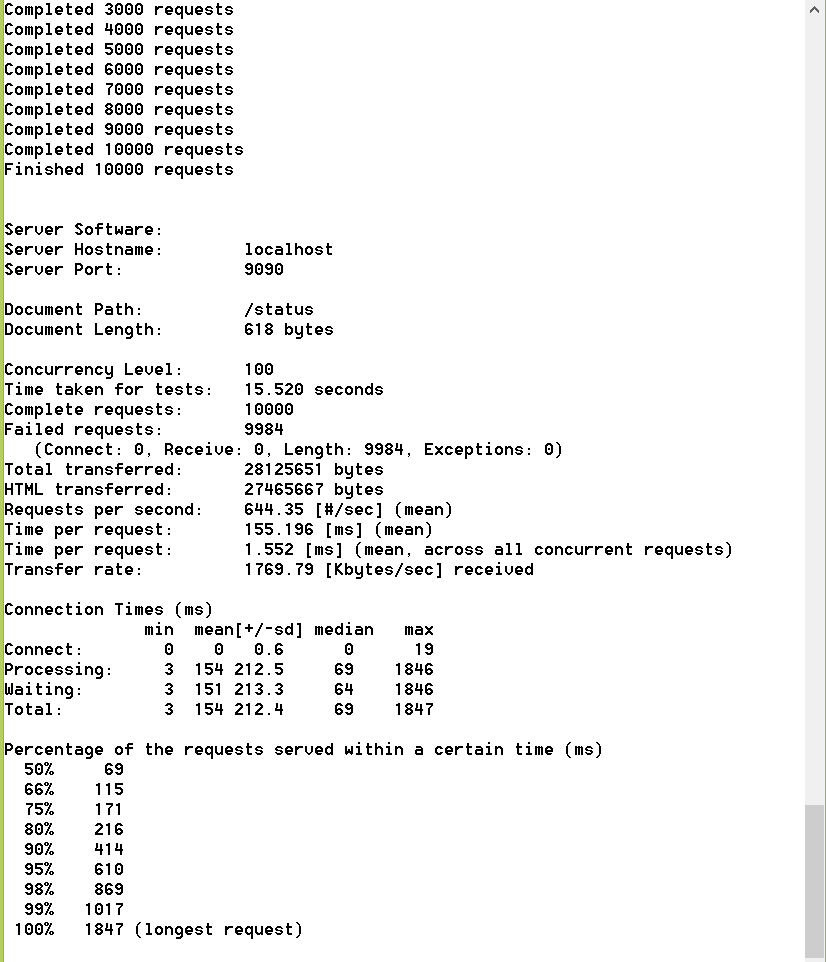 Completed 3000 requests
Completed 4000 requests
Completed 5000 requests
Completed 6000 requests
Completed 7000 requests
Completed 8000 requests
Completed 9000 requests
Completed 10000 requests
Finished 10000 requests
Server Software:
Server Hostname: localhost
Server Port: 9090
Document Path: /status
Document Length: 618 bytes
Concurrency Level: 100
Time taken for tests: 15.520 seconds
Complete requests: 10000
Failed requests: 9984
(Connect: 0, Receive: 0, Length: 9984, Exceptions: 0)
Total transferred: 28125651 bytes
HTML transferred: 27465667 bytes
Requests per second: 644.35 [#/sec] (mean)
Time per request: 155.196 [ms] (mean)
Time per request: 1.552 [ms] (mean, across all concurrent requests)
Transfer rate: 1769.79 [Kbytes/sec] received
Connection Times (ms)
min mean[+/-sd] median max
Connect: 0 0 0.6 0 19
Processing: 3 154 212.5 69 1846
Waiting: 3 151 213.3 64 1846
Total: 3 154 212.4 69 1847
Percentage of the requests served within a certain time (ms)
50% 69
66% 115
75% 171
80% 216
90% 414
95% 610
98% 869
99% 1017
100% 1847 (longest request)